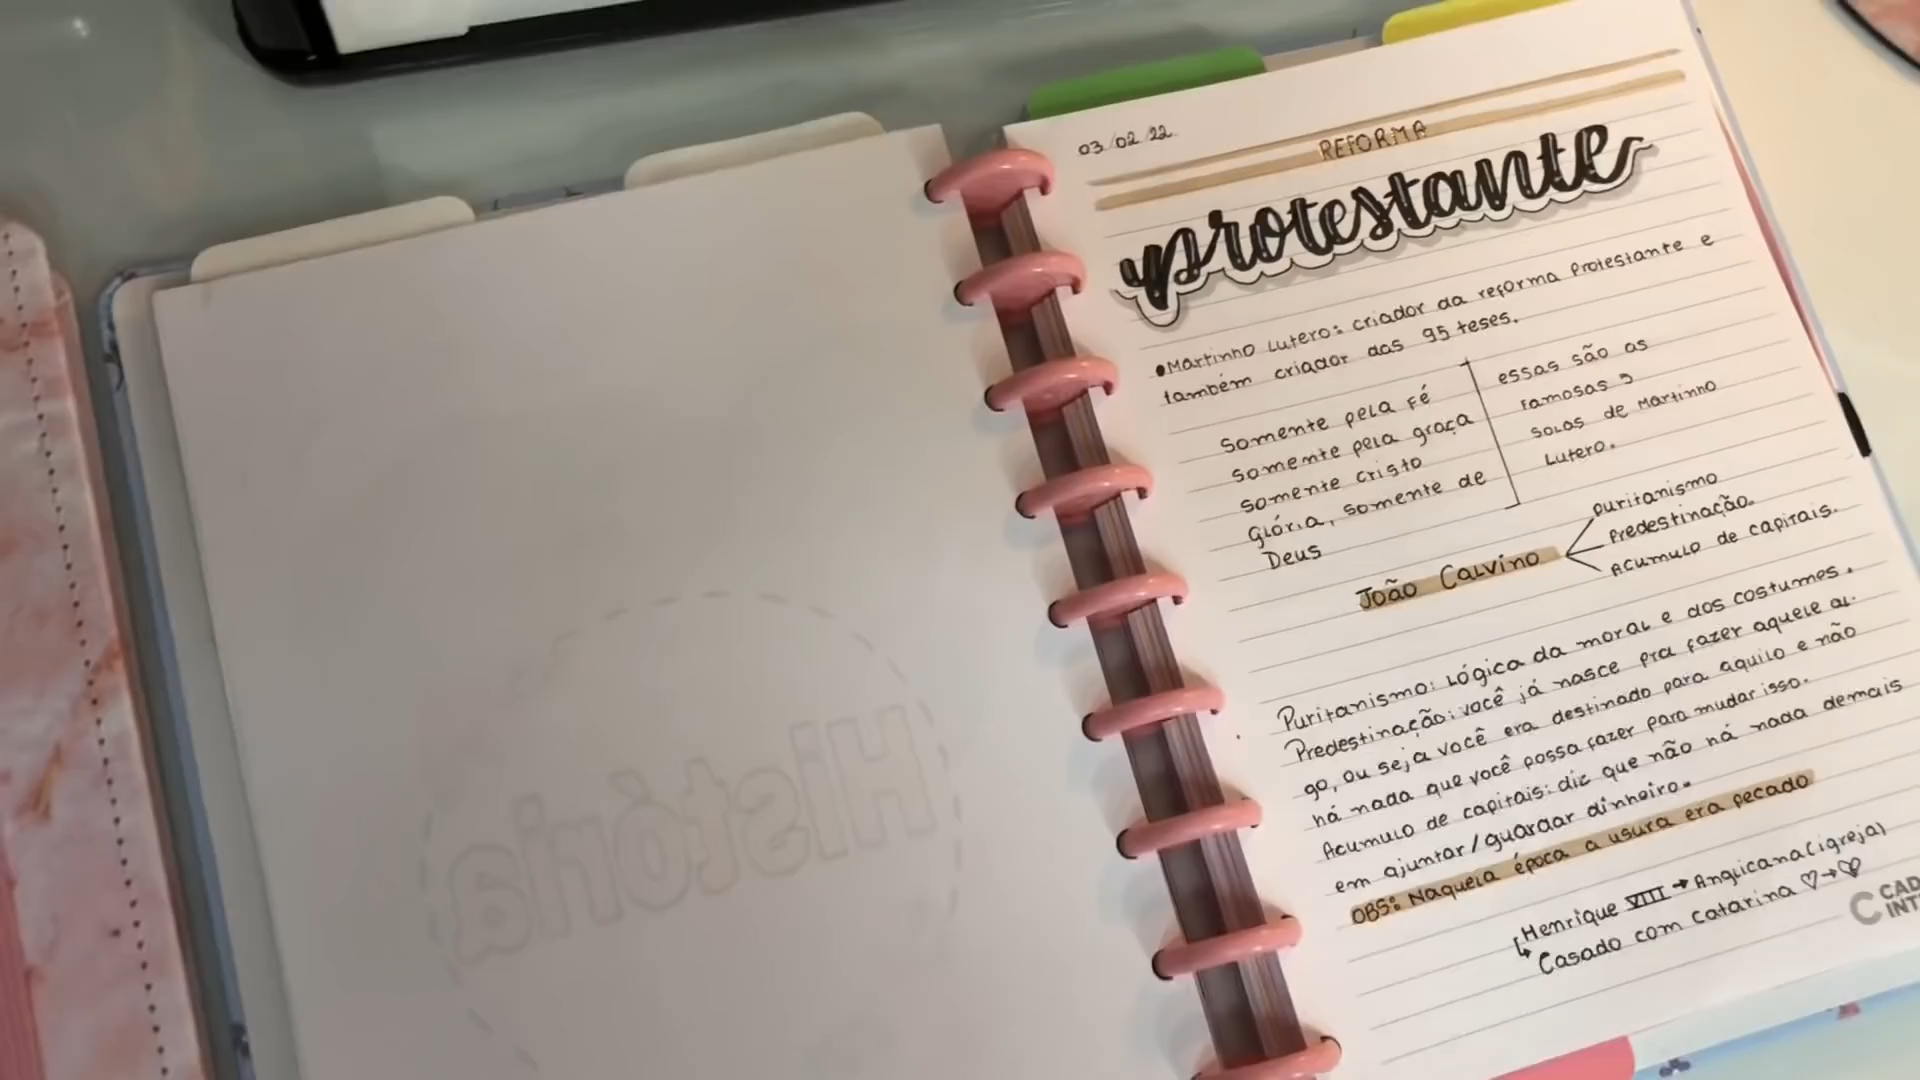 História
03/02/22
REFORMA
protestante
•Martinho Lutero: criador da reforma Protestante e
também criador das 95 teses.
Somente pela Fé
somente pela graça
somente cristo
Glória, somente de
Deus
essas são as
famosas 5
solas de Martinho
Lutero.
João Calvino
puritanismo
Predestinação.
Acumulo de capitais.
Puritanismo: Lógica da moral e dos costumes.
Predestinação: você já nasce pra fazer aquele al-
go, ou seja você era destinado para aquilo e não
há nada que você possa fazer para mudar isso.
Acumulo de capitais: diz que não há nada demais
em ajuntar/guardar dinheiro.
OBS: Naquela época a usura era pecado
Henrique VIII → Anglicana (igreja)
↳ Casado com Catarina ♡→
CAD
INT